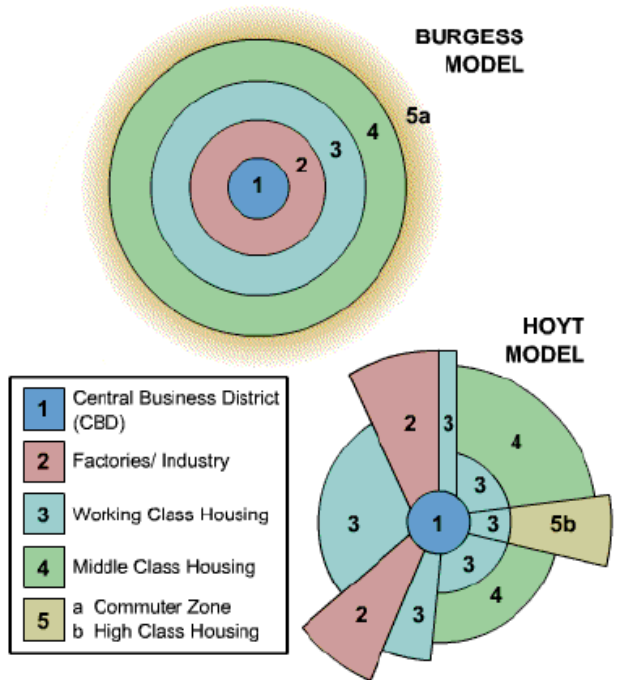 BURGESS
MODEL
5a
4
3
2
1
HOYT
MODEL
1 Central Business District
(CBD)
2 Factories/ Industry
3 Working Class Housing
4 Middle Class Housing
5 a Commuter Zone
b High Class Housing
2
3
4
3
3
1
3
5b
3
4
2
3